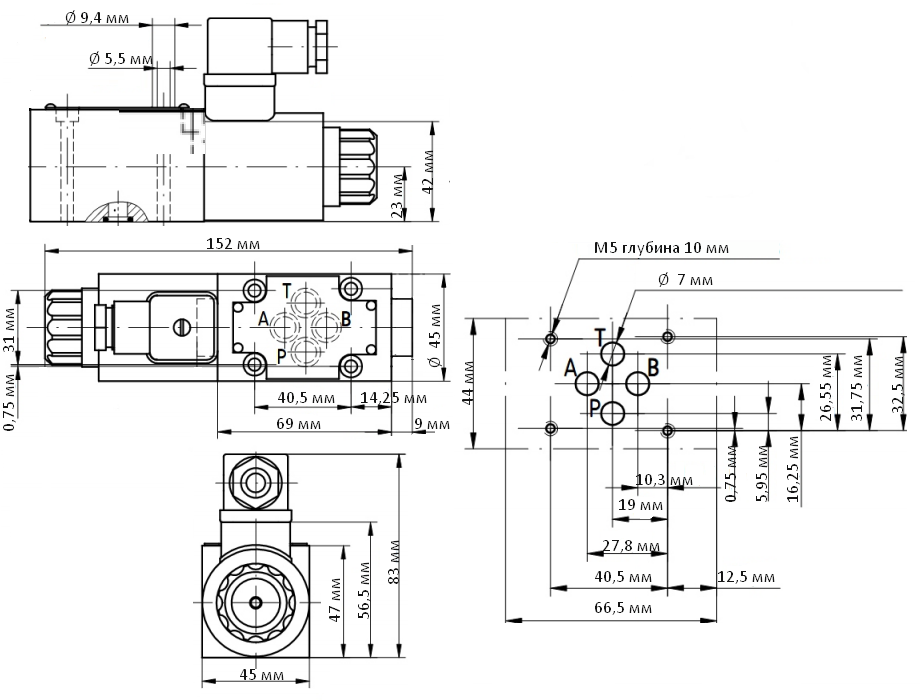 Ø 9,4 мм
Ø 5,5 мм
42 мм
23 мм
152 мм
T
A
B
P
31 мм
0,75 мм
Ø 45 мм
40,5 мм
14,25 мм
69 мм
9 мм
M5 глубина 10 мм
Ø 7 мм
T
A
B
P
44 мм
26,55 мм
31,75 мм
32,5 мм
0,75 мм
5,95 мм
16,25 мм
10,3 мм
19 мм
27,8 мм
40,5 мм
12,5 мм
66,5 мм
47 мм
56,5 мм
83 мм
45 мм